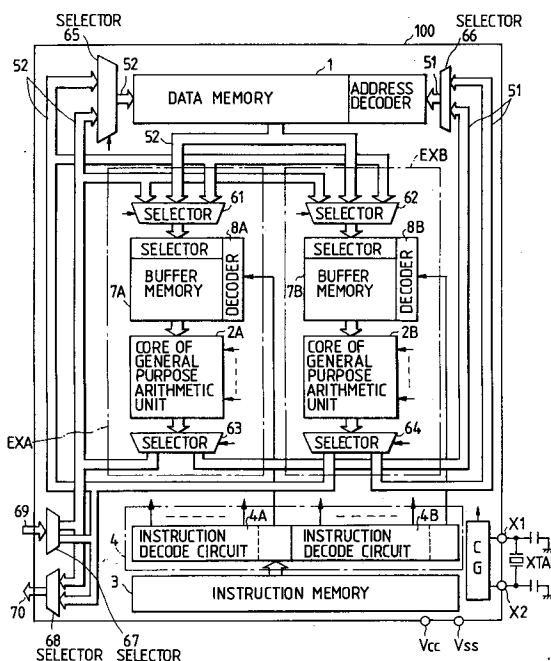 SELECTOR
65
SELECTOR
66
100
52
52
1
51
DATA MEMORY
ADDRESS
DECODER
51
52
EXB
SELECTOR
61
SELECTOR
62
8A
8B
SELECTOR
BUFFER
MEMORY
DECODER
7A
SELECTOR
BUFFER
MEMORY
DECODER
7B
2A
2B
CORE OF
GENERAL
PURPOSE
ARITHMETIC
UNIT
CORE OF
GENERAL
PURPOSE
ARITHMETIC
UNIT
EXA
SELECTOR
63
SELECTOR
64
69
4A
4B
INSTRUCTION
DECODE CIRCUIT
INSTRUCTION
DECODE CIRCUIT
4
CG
X1
XTA
X2
3
INSTRUCTION MEMORY
70
68
SELECTOR
67
SELECTOR
Vcc
Vss